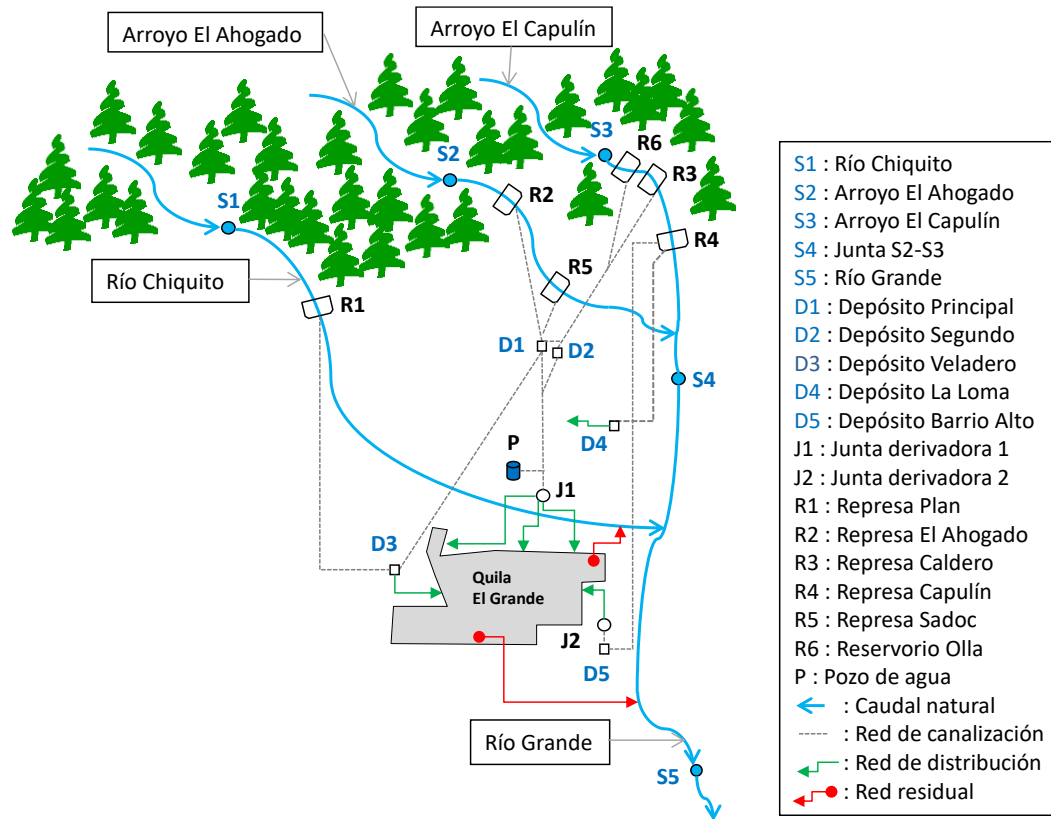 Arroyo El Ahogado
Arroyo El Capulín
S3
R6
S2
R3
R2
S1
R4
Río Chiquito
R5
R1
D1
D2
S4
D4
P
J1
D3
Quila
El Grande
J2
D5
Río Grande
S5
S1 : Río Chiquito
S2 : Arroyo El Ahogado
S3 : Arroyo El Capulín
S4 : Junta S2-S3
S5 : Río Grande
D1 : Depósito Principal
D2 : Depósito Segundo
D3 : Depósito Veladero
D4 : Depósito La Loma
D5 : Depósito Barrio Alto
J1 : Junta derivadora 1
J2 : Junta derivadora 2
R1 : Represa Plan
R2 : Represa El Ahogado
R3 : Represa Caldero
R4 : Represa Capulín
R5 : Represa Sadoc
R6 : Reservorio Olla
P : Pozo de agua
: Caudal natural
: Red de canalización
: Red de distribución
: Red residual